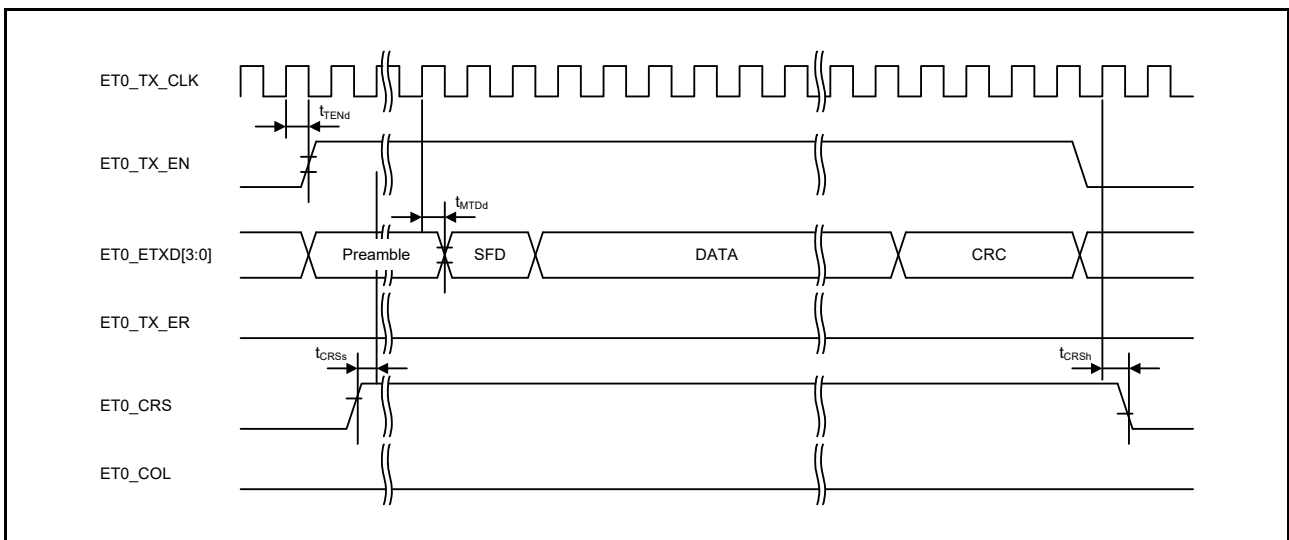 ET0_TX_CLK
tTENd
ET0_TX_EN
tMTDd
ET0_ETXD[3:0] Preamble SFD DATA CRC
ET0_TX_ER
tCRSs tCRSh
ET0_CRS
ET0_COL